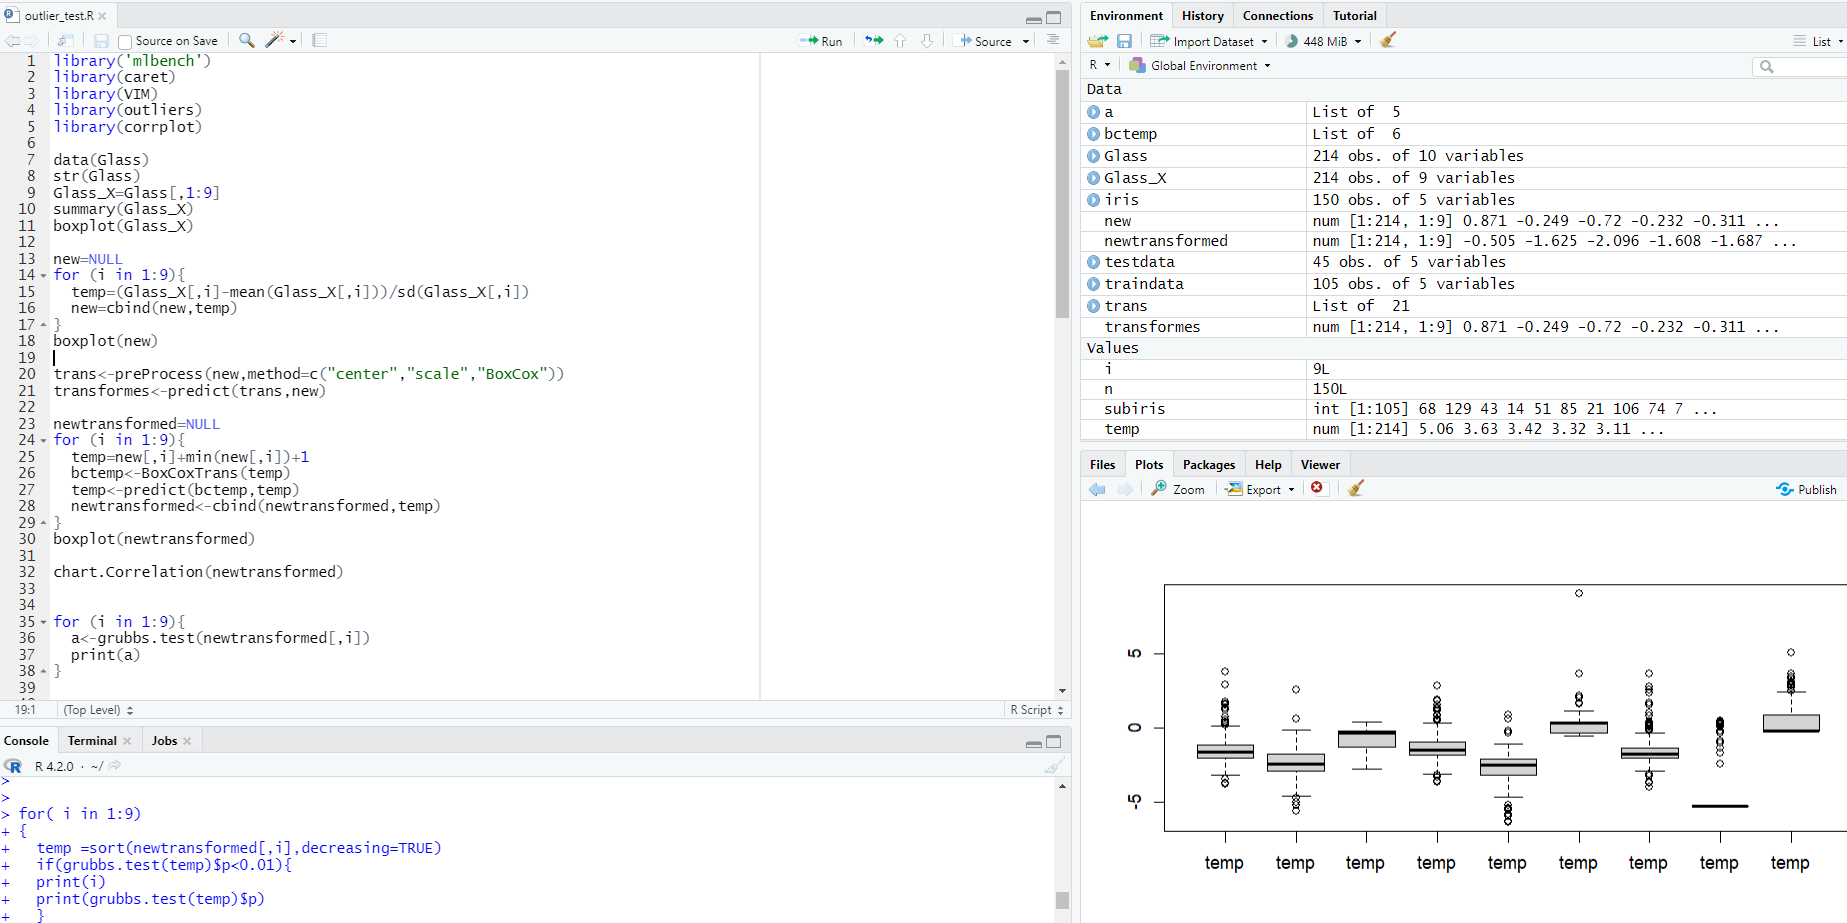 outlier_test.R
Source on Save
Run
Source
1 library('mlbench')
2 library(caret)
3 library(VIM)
4 library(outliers)
5 library(corrplot)
6
7 data(Glass)
8 str(Glass)
9 Glass_X=Glass[,1:9]
10 summary(Glass_X)
11 boxplot(Glass_X)
12
13 new=NULL
14 for (i in 1:9){
15 temp=(Glass_X[,i]-mean(Glass_X[,i]))/sd(Glass_X[,i])
16 new=cbind(new,temp)
17 }
18 boxplot(new)
19
20 trans<-preProcess(new,method=c("center","scale","BoxCox"))
21 transformes<-predict(trans,new)
22
23 newtransformed=NULL
24 for (i in 1:9){
25 temp=new[,i]+min(new[,i])+1
26 bctemp<-BoxCoxTrans(temp)
27 temp<-predict(bctemp,temp)
28 newtransformed<-cbind(newtransformed,temp)
29 }
30 boxplot(newtransformed)
31
32 chart.Correlation(newtransformed)
33
34
35 for (i in 1:9){
36 a<-grubbs.test(newtransformed[,i])
37 print(a)
38 }
39
19:1 (Top Level) R Script
Console Terminal Jobs
R 4.2.0 · ~/
>
>
> for( i in 1:9)
+ {
+ temp =sort(newtransformed[,i],decreasing=TRUE)
+ if(grubbs.test(temp)$p<0.01){
+ print(i)
+ print(grubbs.test(temp)$p)
+ }
Environment History Connections Tutorial
Import Dataset 448 MiB List
R Global Environment
Data
a List of 5
bctemp List of 6
Glass 214 obs. of 10 variables
Glass_X 214 obs. of 9 variables
iris 150 obs. of 5 variables
new num [1:214, 1:9] 0.871 -0.249 -0.72 -0.232 -0.311 ...
newtransformed num [1:214, 1:9] -0.505 -1.625 -2.096 -1.608 -1.687 ...
testdata 45 obs. of 5 variables
traindata 105 obs. of 5 variables
trans List of 21
transformes num [1:214, 1:9] 0.871 -0.249 -0.72 -0.232 -0.311 ...
Values
i 9L
n 150L
subiris int [1:105] 68 129 43 14 51 85 21 106 74 7 ...
temp num [1:214] 5.06 3.63 3.42 3.32 3.11 ...
Files Plots Packages Help Viewer
Zoom Export Publish
5
0
-5
temp temp temp temp temp temp temp temp temp